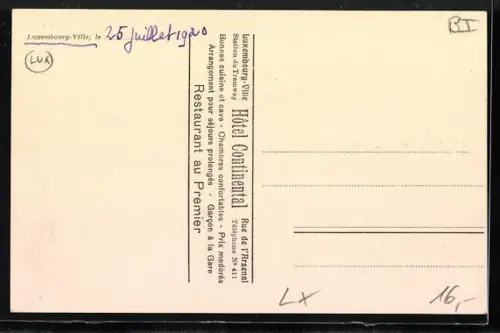 Luxembourg-Ville, le 25 juillet 1920
LUX
BI
Luxembourg-Ville Rue de l'Arsenal
Station du Tramway Téléphone N° 411
Hôtel Continental
Bonnes cuisine et cave - Chambres confortables - Prix modérés
Arrangement pour séjours prolongés - Garçon à la Gare
Restaurant au Premier
LX
16,-